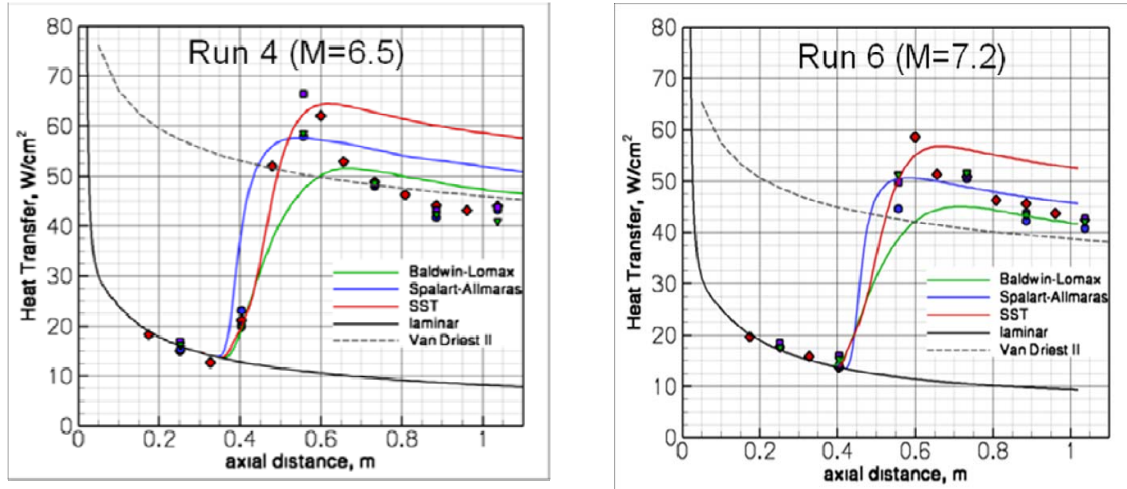 Run 4 (M=6.5)
Heat Transfer, W/cm²
80
70
60
50
40
30
20
10
0
Baldwin-Lomax
Spalart-Allmaras
SST
laminar
Van Driest II
0 0.2 0.4 0.6 0.8 1
axial distance, m
Run 6 (M=7.2)
Heat Transfer, W/cm²
80
70
60
50
40
30
20
10
0
Baldwin-Lomax
Spalart-Allmaras
SST
laminar
Van Driest II
0 0.2 0.4 0.6 0.8 1
axial distance, m